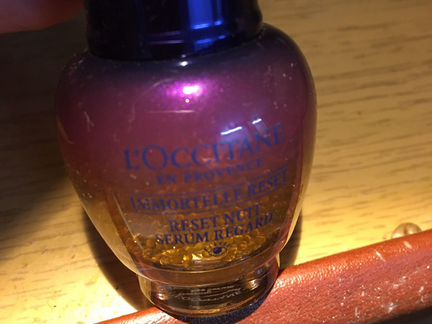 L'OCCITANE
EN PROVENCE
IMMORTELLE RESET
RESET NUIT
SERUM REGARD